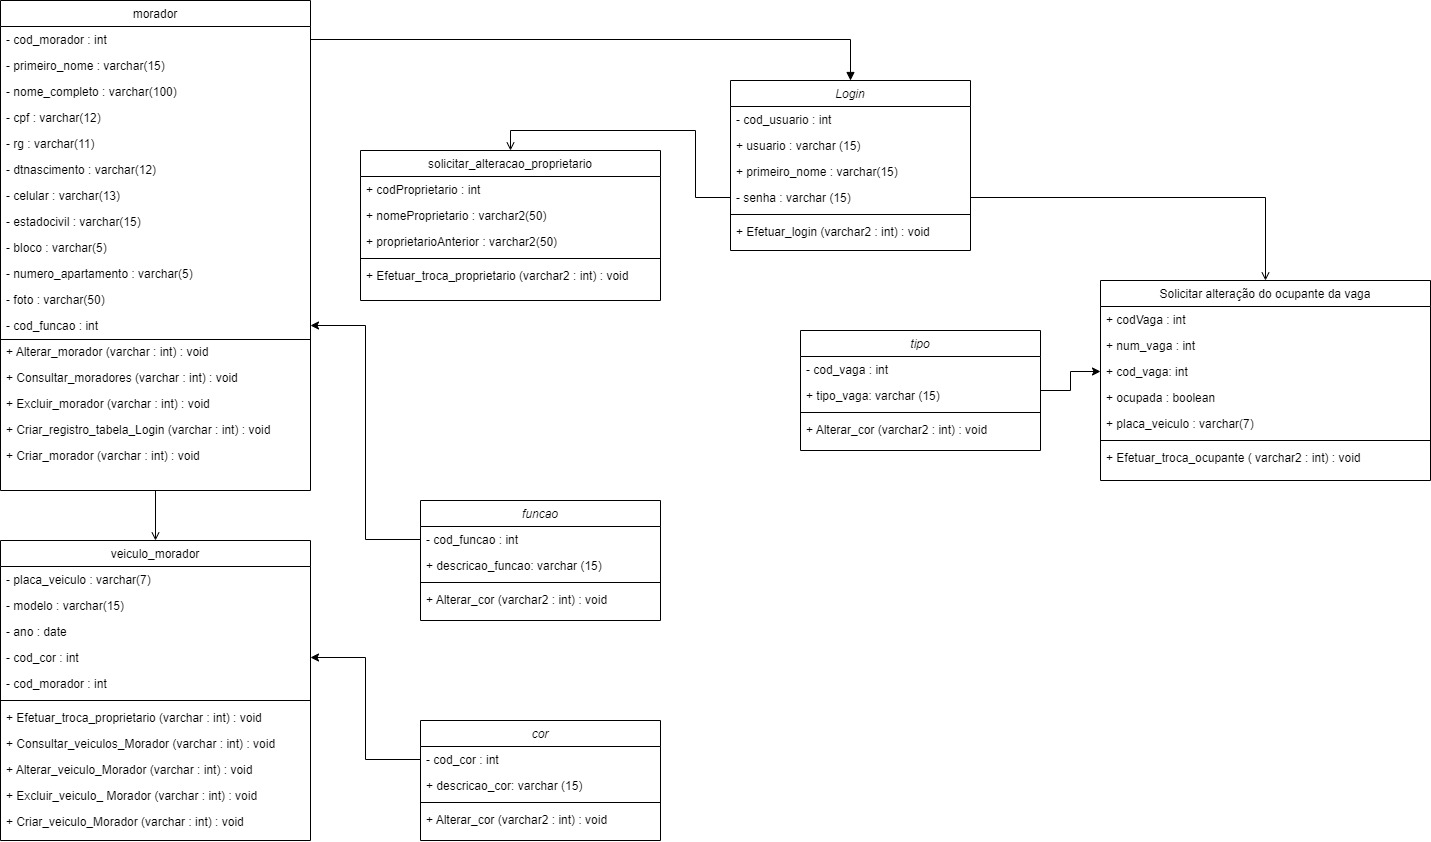 morador
- cod_morador : int
- primeiro_nome : varchar(15)
- nome_completo : varchar(100)
- cpf : varchar(12)
- rg : varchar(11)
- dtnascimento : varchar(12)
- celular : varchar(13)
- estadocivil : varchar(15)
- bloco : varchar(5)
- numero_apartamento : varchar(5)
- foto : varchar(50)
- cod_funcao : int
+ Alterar_morador (varchar : int) : void
+ Consultar_moradores (varchar : int) : void
+ Excluir_morador (varchar : int) : void
+ Criar_registro_tabela_Login (varchar : int) : void
+ Criar_morador (varchar : int) : void
Login
- cod_usuario : int
+ usuario : varchar (15)
+ primeiro_nome : varchar(15)
- senha : varchar (15)
+ Efetuar_login (varchar2 : int) : void
solicitar_alteracao_proprietário
+ codProprietario : int
+ nomeProprietario : varchar2(50)
+ proprietarioAnterior : varchar2(50)
+ Efetuar_troca_proprietario (varchar2 : int) : void
Solicitar alteração do ocupante da vaga
+ codVaga : int
+ num_vaga : int
+ cod_vaga: int
+ ocupada : boolean
+ placa_veiculo : varchar(7)
+ Efetuar_troca_ocupante ( varchar2 : int) : void
tipo
- cod_vaga : int
+ tipo_vaga: varchar (15)
+ Alterar_cor (varchar2 : int) : void
funcao
- cod_funcao : int
+ descricao_funcao: varchar (15)
+ Alterar_cor (varchar2 : int) : void
veiculo_morador
- placa_veiculo : varchar(7)
- modelo : varchar(15)
- ano : date
- cod_cor : int
- cod_morador : int
+ Efetuar_troca_proprietario (varchar : int) : void
+ Consultar_veiculos_Morador (varchar : int) : void
+ Alterar_veiculo_Morador (varchar : int) : void
+ Excluir_veiculo_ Morador (varchar : int) : void
+ Criar_veiculo_Morador (varchar : int) : void
cor
- cod_cor : int
+ descricao_cor: varchar (15)
+ Alterar_cor (varchar2 : int) : void